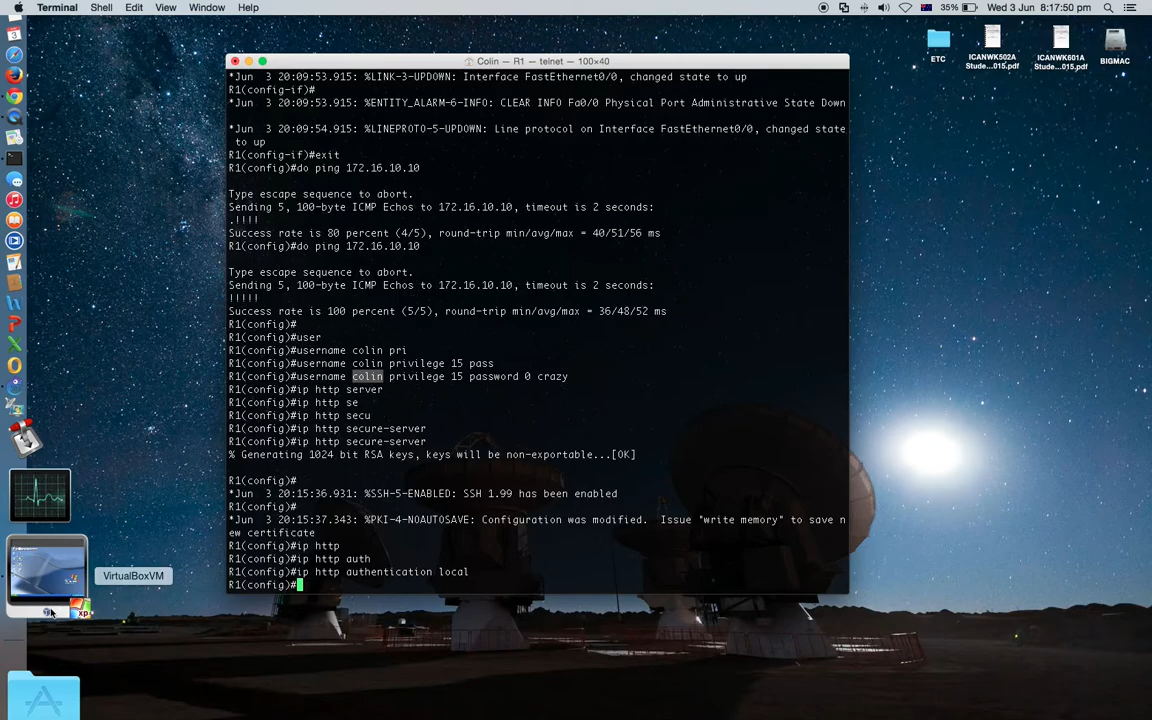 Terminal Shell Edit View Window Help 35% Wed 3 Jun 8:17:50 pm
ETC
ICANWK502A
Stude...015.pdf
ICANWK601A
Stude...015.pdf
BIGMAC
Colin — R1 — telnet — 100×40
*Jun  3 20:09:53.915: %LINK-3-UPDOWN: Interface FastEthernet0/0, changed state to up
R1(config-if)#
*Jun  3 20:09:53.915: %ENTITY_ALARM-6-INFO: CLEAR INFO Fa0/0 Physical Port Administrative State Down
*Jun  3 20:09:54.915: %LINEPROTO-5-UPDOWN: Line protocol on Interface FastEthernet0/0, changed state
to up
R1(config-if)#exit
R1(config)#do ping 172.16.10.10
Type escape sequence to abort.
Sending 5, 100-byte ICMP Echos to 172.16.10.10, timeout is 2 seconds:
.!!!!
Success rate is 80 percent (4/5), round-trip min/avg/max = 40/51/56 ms
R1(config)#do ping 172.16.10.10
Type escape sequence to abort.
Sending 5, 100-byte ICMP Echos to 172.16.10.10, timeout is 2 seconds:
!!!!!
Success rate is 100 percent (5/5), round-trip min/avg/max = 36/48/52 ms
R1(config)#
R1(config)#user
R1(config)#username colin pri
R1(config)#username colin privilege 15 pass
R1(config)#username colin privilege 15 password 0 crazy
R1(config)#ip http server
R1(config)#ip http se
R1(config)#ip http secu
R1(config)#ip http secure-server
R1(config)#ip http secure-server
% Generating 1024 bit RSA keys, keys will be non-exportable...[OK]
R1(config)#
*Jun  3 20:15:36.931: %SSH-5-ENABLED: SSH 1.99 has been enabled
R1(config)#
*Jun  3 20:15:37.343: %PKI-4-NOAUTOSAVE: Configuration was modified.  Issue "write memory" to save n
ew certificate
R1(config)#ip http
R1(config)#ip http auth
R1(config)#ip http authentication local
R1(config)#
VirtualBoxVM
xp